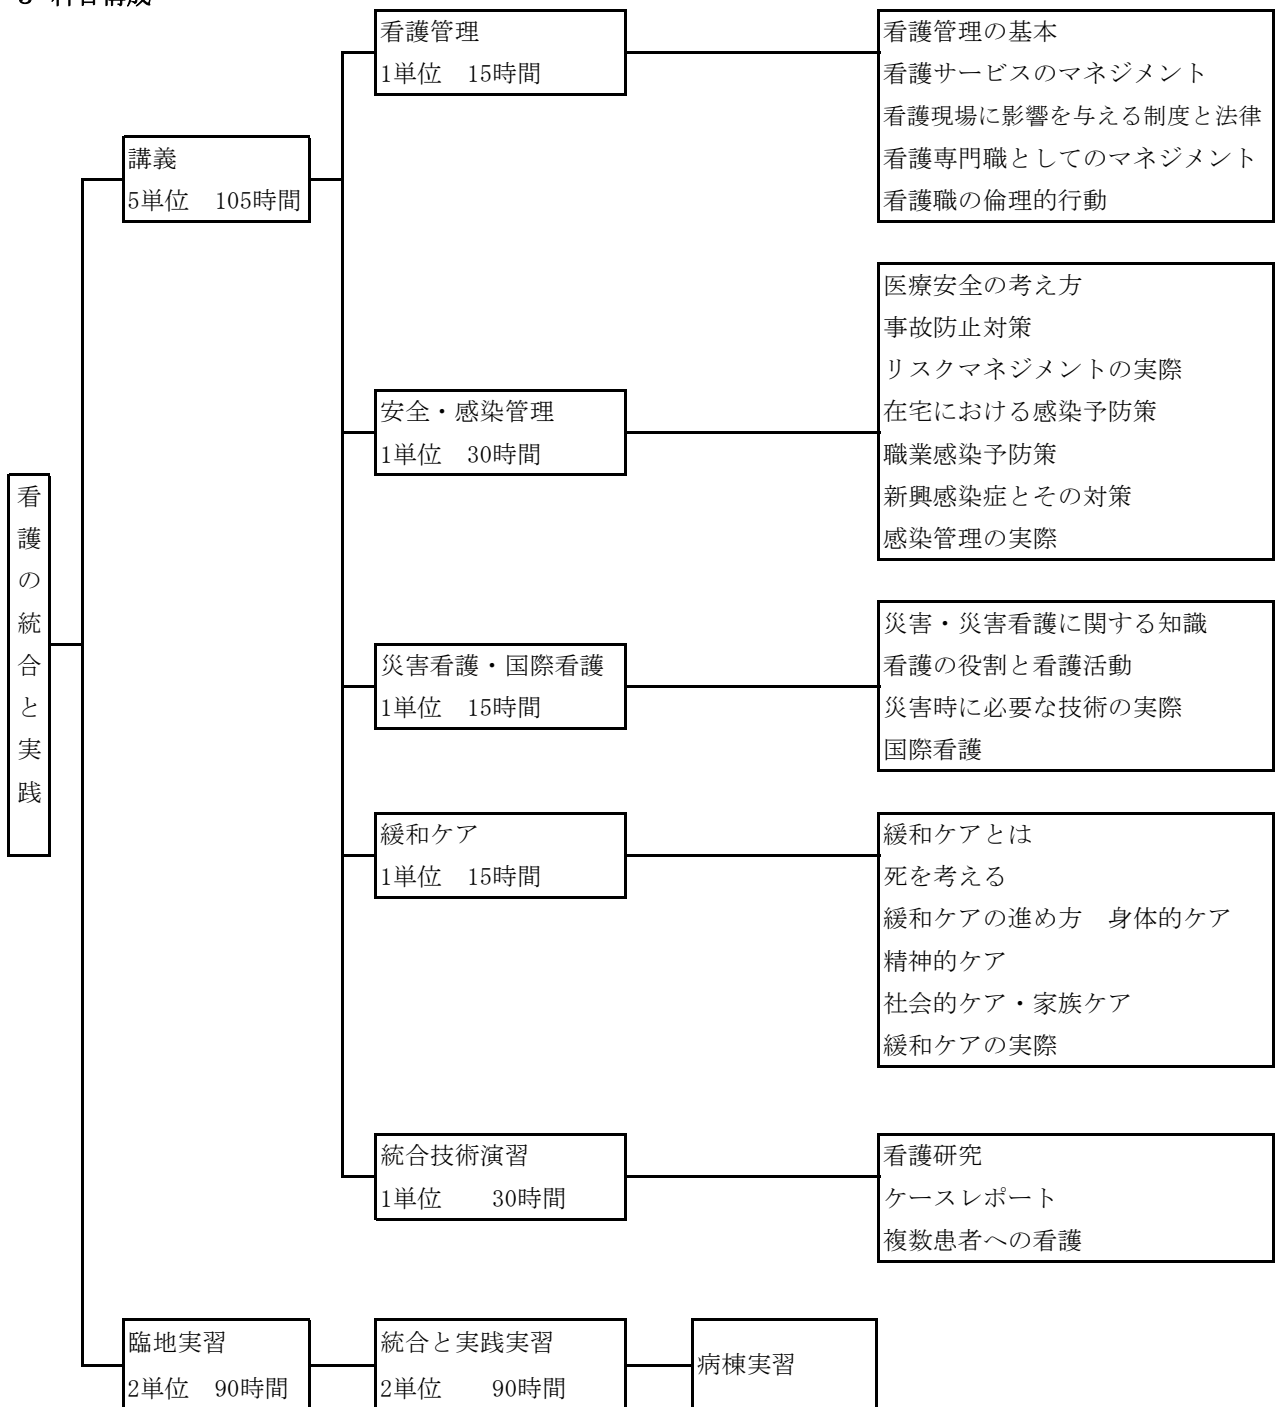 看護管理
1単位　15時間
看護管理の基本
看護サービスのマネジメント
看護現場に影響を与える制度と法律
看護専門職としてのマネジメント
看護職の倫理的行動
講義
5単位　105時間
医療安全の考え方
事故防止対策
リスクマネジメントの実際
在宅における感染予防策
職業感染予防策
新興感染症とその対策
感染管理の実際
安全・感染管理
1単位　30時間
看護の統合と実践
災害・災害看護に関する知識
看護の役割と看護活動
災害時に必要な技術の実際
国際看護
災害看護・国際看護
1単位　15時間
緩和ケア
1単位　15時間
緩和ケアとは
死を考える
緩和ケアの進め方　身体的ケア
精神的ケア
社会的ケア・家族ケア
緩和ケアの実際
統合技術演習
1単位　　30時間
看護研究
ケースレポート
複数患者への看護
臨地実習
2単位　90時間
統合と実践実習
2単位　　90時間
病棟実習